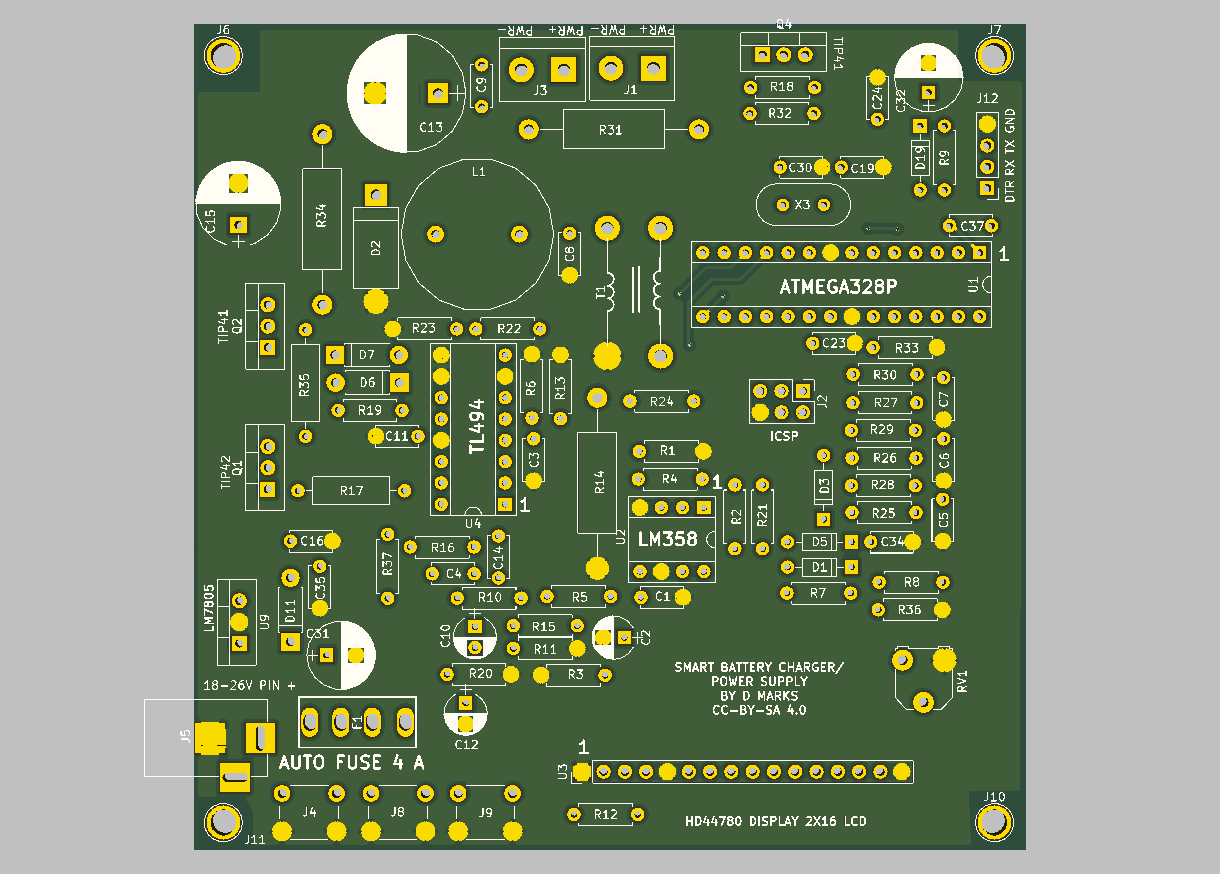 J6
Q4
J7
PWR-
PWR+
PWR-
PWR+
TIP41
C9
J3
J1
R18
C24
C32
J12
C13
R32
R31
D19
R9
DTR RX TX GND
L1
C30
C19
C15
R34
X3
D2
C37
C8
1
T1
ATMEGA328P
U1
TIP41
Q2
R23
R22
C23
R33
D7
R35
D6
R6
R13
R30
R19
TL494
R24
J2
R27
C7
C11
ICSP
R29
TIP42
Q1
R1
C3
R26
C6
R14
R4
1
D3
R28
R17
1
R2
R21
R25
C5
U4
U2
LM358
C16
R16
C14
D5
C34
R37
C4
D1
C35
LM7805
D11
R10
R5
C1
R7
R8
U9
R36
C31
C10
R15
C2
R11
R20
R3
SMART BATTERY CHARGER/
POWER SUPPLY
BY D MARKS
CC-BY-SA 4.0
RV1
18-26V PIN +
J5
F1
C12
AUTO FUSE 4 A
1
U3
J4
J8
J9
R12
HD44780 DISPLAY 2X16 LCD
J10
J11